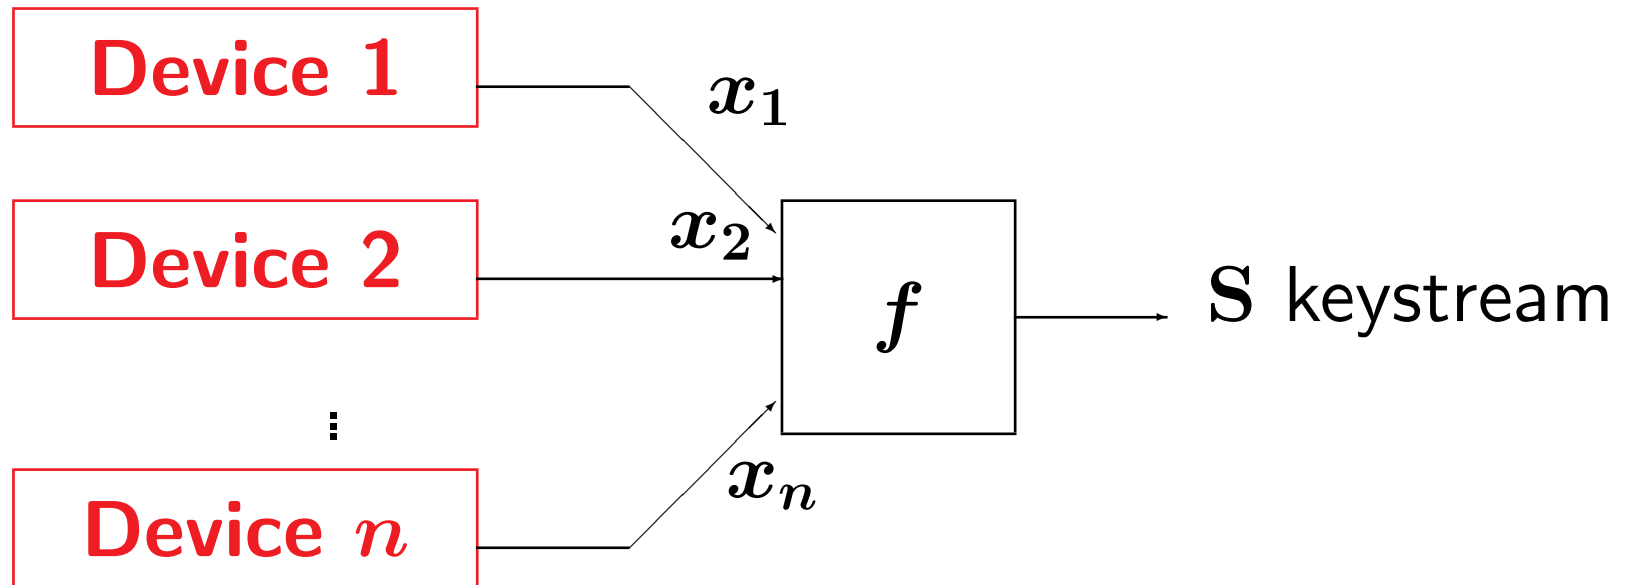 Device 1
x₁
Device 2
x₂
f
S keystream
⋮
Device n
xₙ